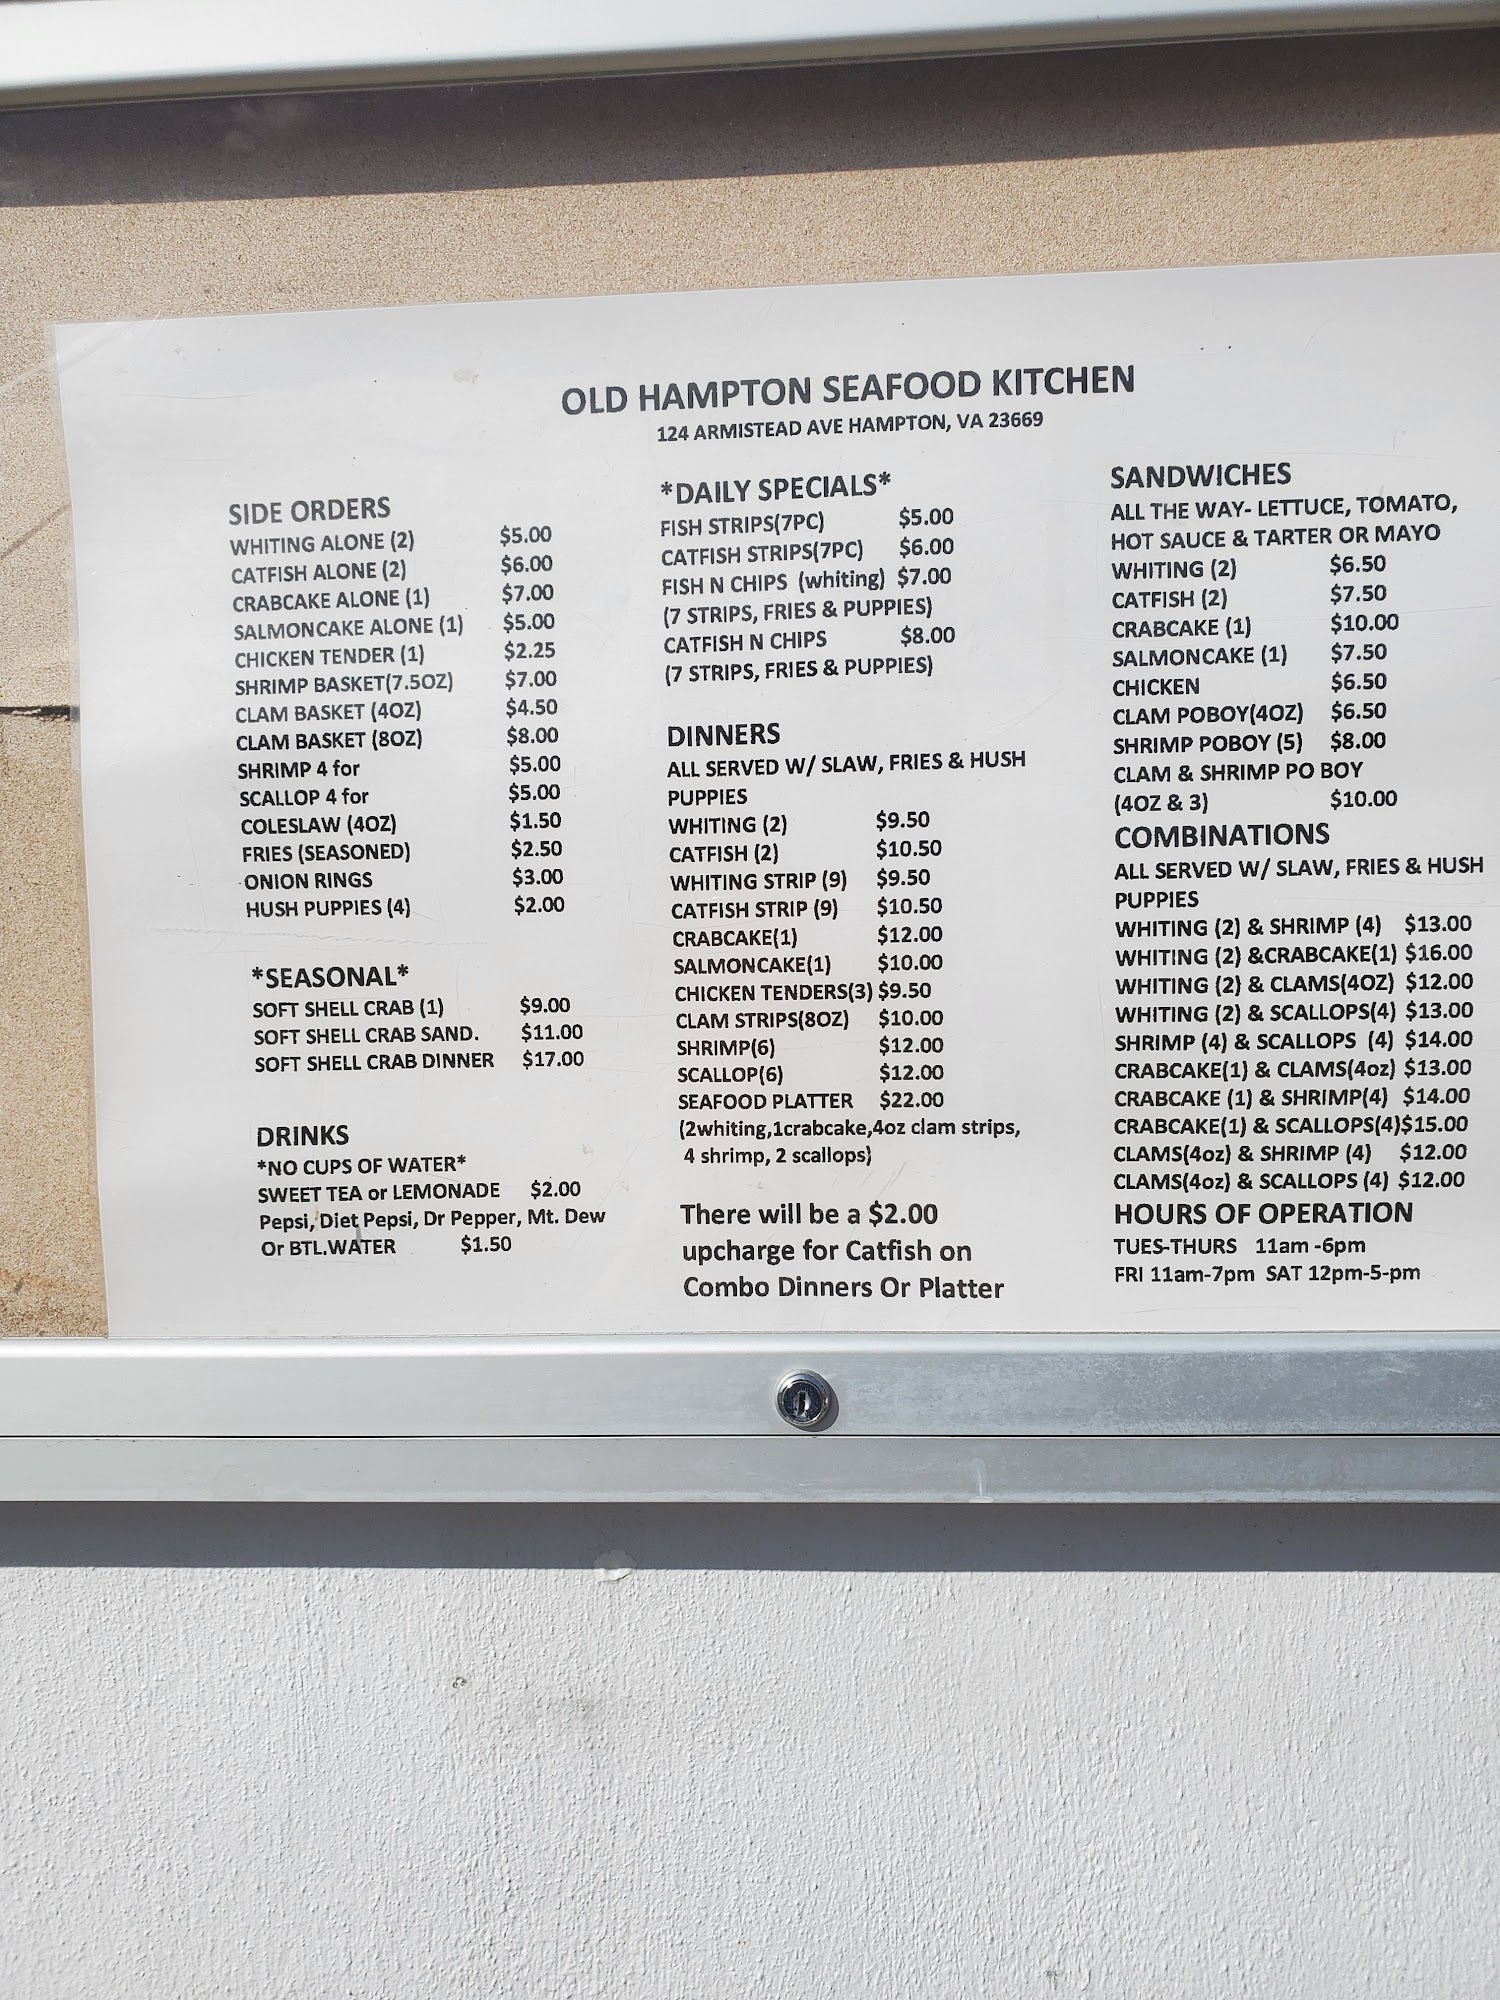 OLD HAMPTON SEAFOOD KITCHEN
124 ARMISTEAD AVE HAMPTON, VA 23669
SIDE ORDERS
WHITING ALONE (2) $5.00
CATFISH ALONE (2) $6.00
CRABCAKE ALONE (1) $7.00
SALMONCAKE ALONE (1) $5.00
CHICKEN TENDER (1) $2.25
SHRIMP BASKET(7.5OZ) $7.00
CLAM BASKET (4OZ) $4.50
CLAM BASKET (8OZ) $8.00
SHRIMP 4 for $5.00
SCALLOP 4 for $5.00
COLESLAW (4OZ) $1.50
FRIES (SEASONED) $2.50
ONION RINGS $3.00
HUSH PUPPIES (4) $2.00
*SEASONAL*
SOFT SHELL CRAB (1) $9.00
SOFT SHELL CRAB SAND. $11.00
SOFT SHELL CRAB DINNER $17.00
DRINKS
*NO CUPS OF WATER*
SWEET TEA or LEMONADE $2.00
Pepsi, Diet Pepsi, Dr Pepper, Mt. Dew
Or BTL.WATER $1.50
*DAILY SPECIALS*
FISH STRIPS(7PC) $5.00
CATFISH STRIPS(7PC) $6.00
FISH N CHIPS (whiting) $7.00
(7 STRIPS, FRIES & PUPPIES)
CATFISH N CHIPS $8.00
(7 STRIPS, FRIES & PUPPIES)
DINNERS
ALL SERVED W/ SLAW, FRIES & HUSH
PUPPIES
WHITING (2) $9.50
CATFISH (2) $10.50
WHITING STRIP (9) $9.50
CATFISH STRIP (9) $10.50
CRABCAKE(1) $12.00
SALMONCAKE(1) $10.00
CHICKEN TENDERS(3) $9.50
CLAM STRIPS(8OZ) $10.00
SHRIMP(6) $12.00
SCALLOP(6) $12.00
SEAFOOD PLATTER $22.00
(2whiting,1crabcake,4oz clam strips,
4 shrimp, 2 scallops)
There will be a $2.00
upcharge for Catfish on
Combo Dinners Or Platter
SANDWICHES
ALL THE WAY- LETTUCE, TOMATO,
HOT SAUCE & TARTER OR MAYO
WHITING (2) $6.50
CATFISH (2) $7.50
CRABCAKE (1) $10.00
SALMONCAKE (1) $7.50
CHICKEN $6.50
CLAM POBOY(4OZ) $6.50
SHRIMP POBOY (5) $8.00
CLAM & SHRIMP PO BOY
(4OZ & 3) $10.00
COMBINATIONS
ALL SERVED W/ SLAW, FRIES & HUSH
PUPPIES
WHITING (2) & SHRIMP (4) $13.00
WHITING (2) &CRABCAKE(1) $16.00
WHITING (2) & CLAMS(4OZ) $12.00
WHITING (2) & SCALLOPS(4) $13.00
SHRIMP (4) & SCALLOPS (4) $14.00
CRABCAKE(1) & CLAMS(4oz) $13.00
CRABCAKE (1) & SHRIMP(4) $14.00
CRABCAKE(1) & SCALLOPS(4)$15.00
CLAMS(4oz) & SHRIMP (4) $12.00
CLAMS(4oz) & SCALLOPS (4) $12.00
HOURS OF OPERATION
TUES-THURS 11am -6pm
FRI 11am-7pm SAT 12pm-5-pm